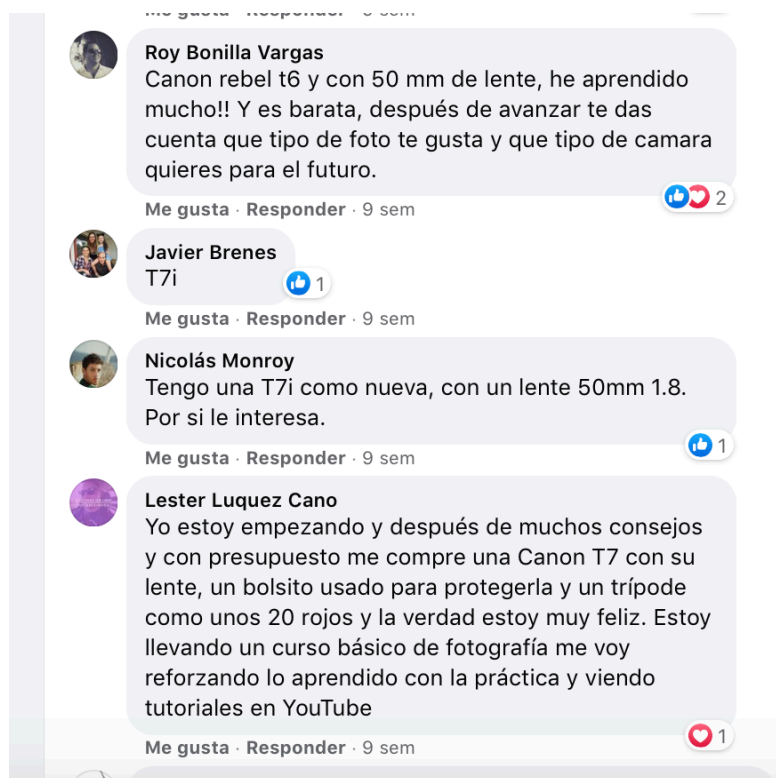 Me gusta · Responder · 9 sem
Roy Bonilla Vargas
Canon rebel t6 y con 50 mm de lente, he aprendido
mucho!! Y es barata, después de avanzar te das
cuenta que tipo de foto te gusta y que tipo de camara
quieres para el futuro.
2
Me gusta · Responder · 9 sem
Javier Brenes
T7i
1
Me gusta · Responder · 9 sem
Nicolás Monroy
Tengo una T7i como nueva, con un lente 50mm 1.8.
Por si le interesa.
1
Me gusta · Responder · 9 sem
Lester Luquez Cano
Yo estoy empezando y después de muchos consejos
y con presupuesto me compre una Canon T7 con su
lente, un bolsito usado para protegerla y un trípode
como unos 20 rojos y la verdad estoy muy feliz. Estoy
llevando un curso básico de fotografía me voy
reforzando lo aprendido con la práctica y viendo
tutoriales en YouTube
1
Me gusta · Responder · 9 sem